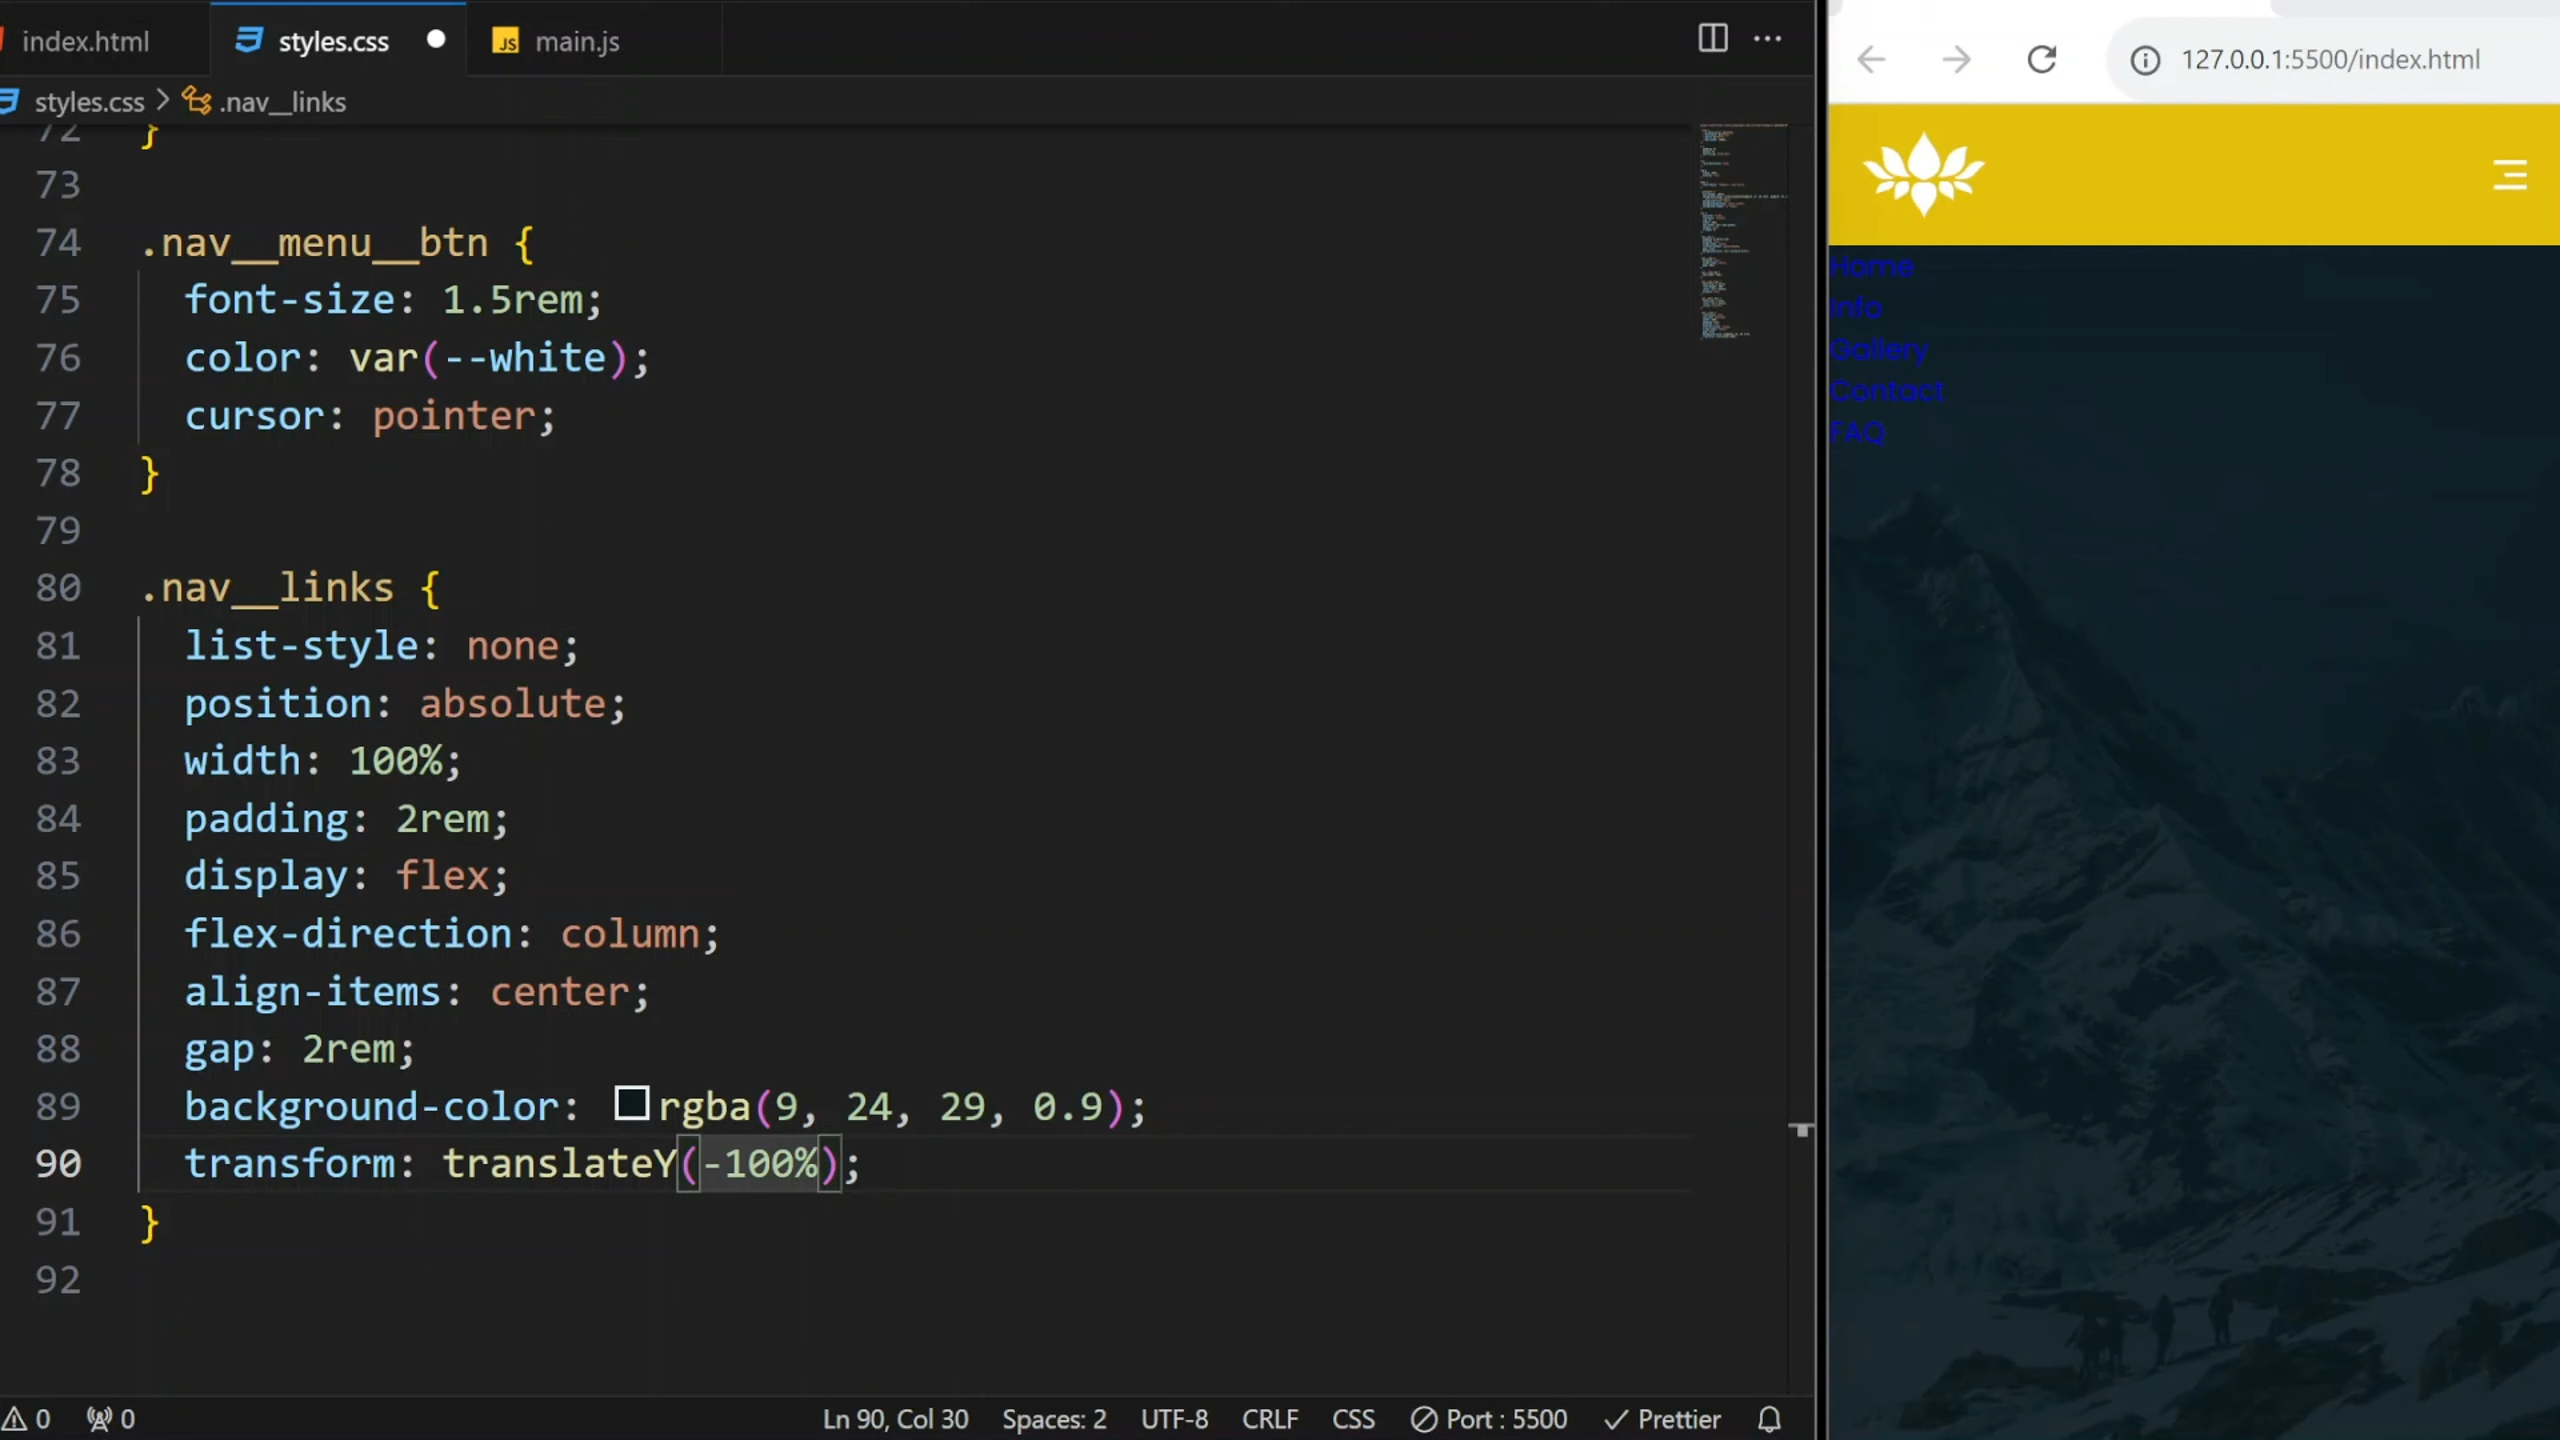 index.html styles.css JS main.js
styles.css > .nav__links
72 }
73
74 .nav__menu__btn {
75 font-size: 1.5rem;
76 color: var(--white);
77 cursor: pointer;
78 }
79
80 .nav__links {
81 list-style: none;
82 position: absolute;
83 width: 100%;
84 padding: 2rem;
85 display: flex;
86 flex-direction: column;
87 align-items: center;
88 gap: 2rem;
89 background-color: rgba(9, 24, 29, 0.9);
90 transform: translateY(-100%);
91 }
92
0 0 Ln 90, Col 30 Spaces: 2 UTF-8 CRLF CSS Port : 5500 Prettier
127.0.0.1:5500/index.html
Home
Info
Gallery
Contact
FAQ